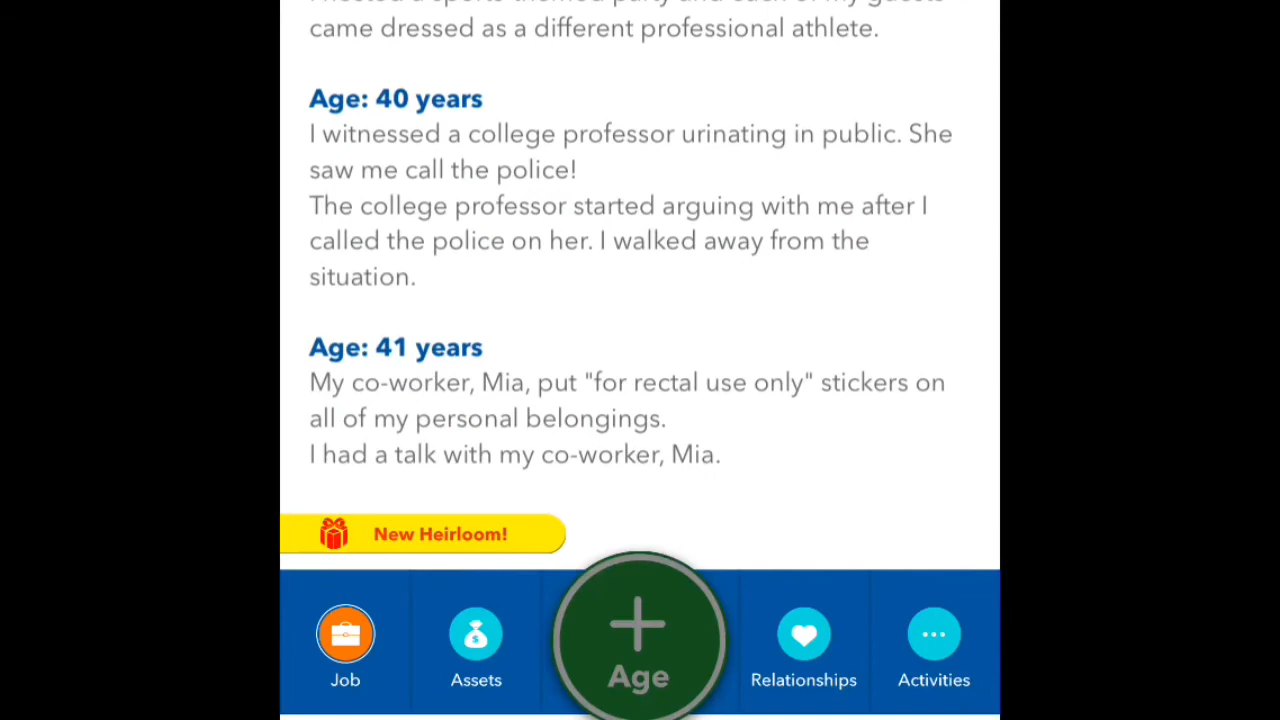 came dressed as a different professional athlete.
Age: 40 years
I witnessed a college professor urinating in public. She
saw me call the police!
The college professor started arguing with me after I
called the police on her. I walked away from the
situation.
Age: 41 years
My co-worker, Mia, put "for rectal use only" stickers on
all of my personal belongings.
I had a talk with my co-worker, Mia.
New Heirloom!
Job
Assets
Age
Relationships
Activities